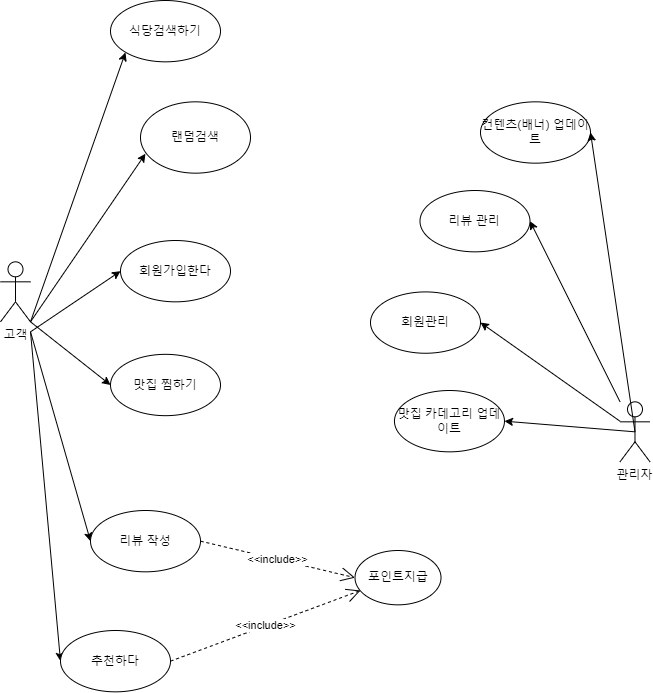 식당검색하기
랜덤검색
컨텐츠(배너) 업데이
트
리뷰 관리
회원가입한다
고객
회원관리
맛집 찜하기
맛집 카데고리 업데
이트
관리자
리뷰 작성
<<include>>
포인트지급
<<include>>
추천하다